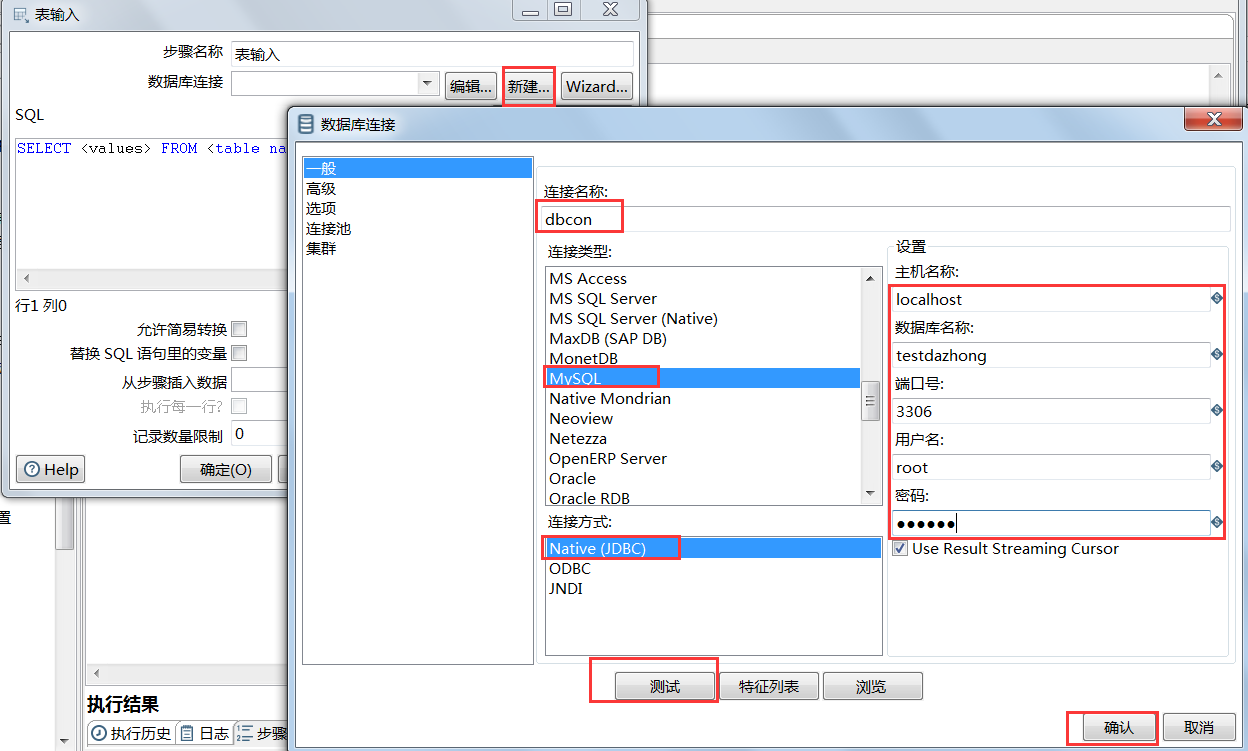 表输入
步骤名称 表输入
数据库连接 编辑... 新建... Wizard...
SQL
SELECT <values> FROM <table na
行1 列0
允许简易转换
替换 SQL 语句里的变量
从步骤插入数据
执行每一行?
记录数量限制 0
Help 确定(O)
置
执行结果
执行历史 日志 步骤
数据库连接
一般
高级
选项
连接池
集群
连接名称:
dbcon
连接类型:
MS Access
MS SQL Server
MS SQL Server (Native)
MaxDB (SAP DB)
MonetDB
MySQL
Native Mondrian
Neoview
Netezza
OpenERP Server
Oracle
Oracle RDB
连接方式:
Native (JDBC)
ODBC
JNDI
设置
主机名称:
localhost
数据库名称:
testdazhong
端口号:
3306
用户名:
root
密码:
●●●●●●
Use Result Streaming Cursor
测试 特征列表 浏览
确认 取消